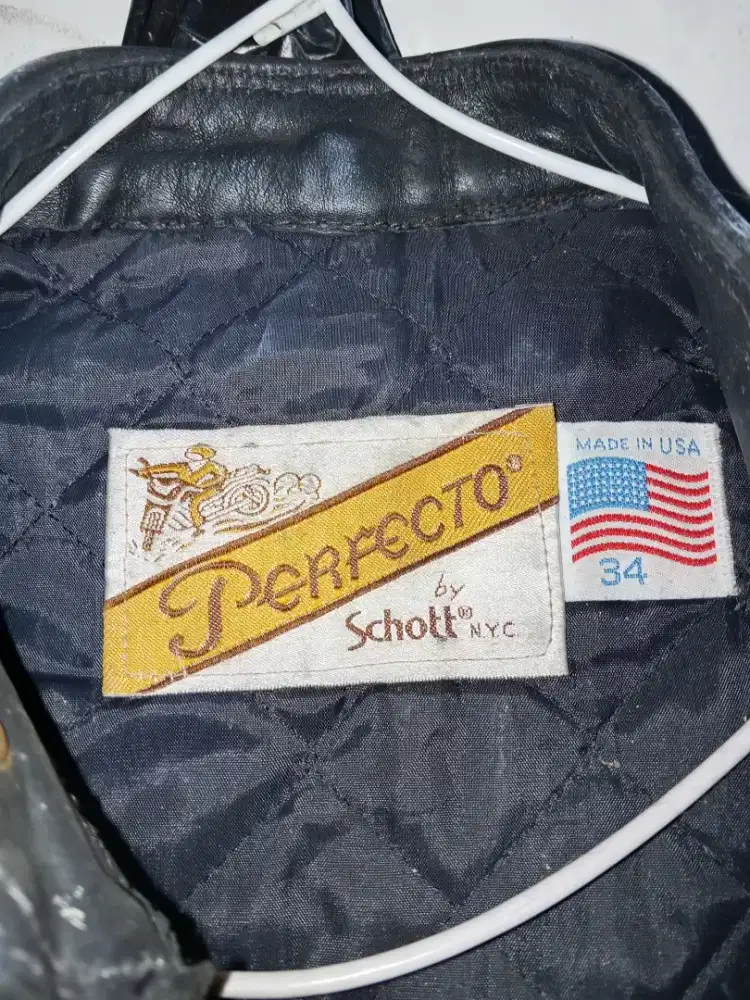 PERFECTO®
by
Schott® N.Y.C
MADE IN USA
34